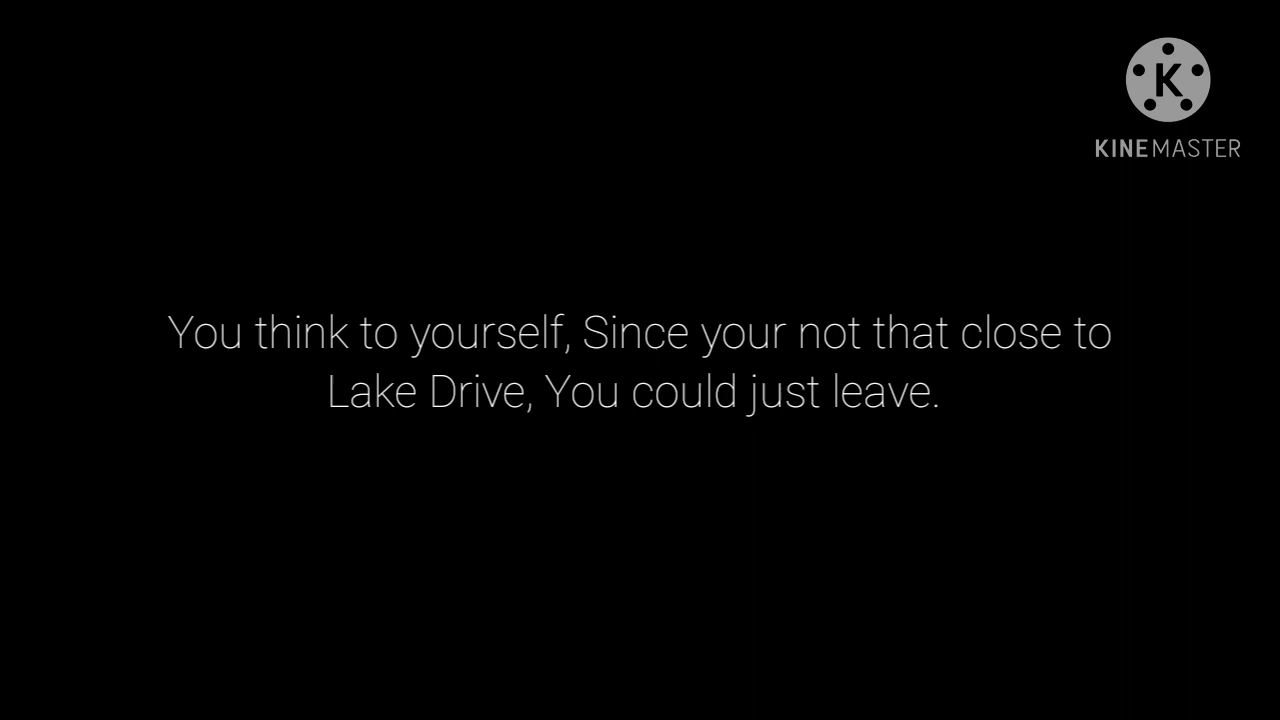 K
KINEMASTER
You think to yourself, Since your not that close to
Lake Drive, You could just leave.